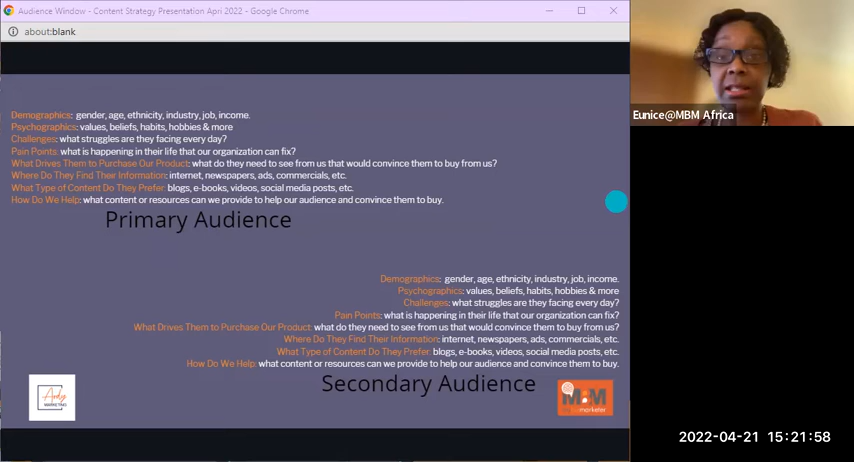 Audience Window - Content Strategy Presentation Apri 2022 - Google Chrome
about:blank
Demographics: gender, age, ethnicity, industry, job, income.
Psychographics: values, beliefs, habits, hobbies & more
Challenges: what struggles are they facing every day?
Pain Points: what is happening in their life that our organization can fix?
What Drives Them to Purchase Our Product: what do they need to see from us that would convince them to buy from us?
Where Do They Find Their Information: internet, newspapers, ads, commercials, etc.
What Type of Content Do They Prefer: blogs, e-books, videos, social media posts, etc.
How Do We Help: what content or resources can we provide to help our audience and convince them to buy.
Primary Audience
Demographics: gender, age, ethnicity, industry, job, income.
Psychographics: values, beliefs, habits, hobbies & more
Challenges: what struggles are they facing every day?
Pain Points: what is happening in their life that our organization can fix?
What Drives Them to Purchase Our Product: what do they need to see from us that would convince them to buy from us?
Where Do They Find Their Information: internet, newspapers, ads, commercials, etc.
What Type of Content Do They Prefer: blogs, e-books, videos, social media posts, etc.
How Do We Help: what content or resources can we provide to help our audience and convince them to buy.
Secondary Audience
MARKETING
MBM
marketer
Eunice@MBM Africa
2022-04-21 15:21:58